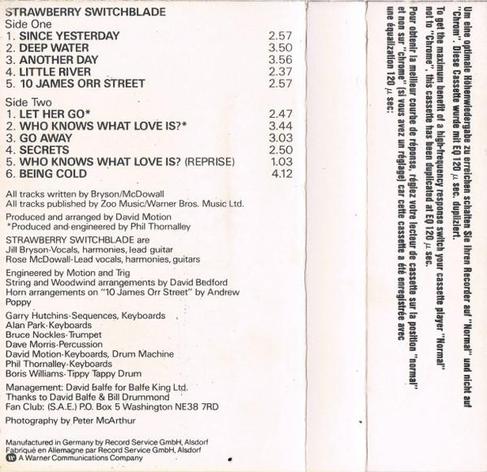 STRAWBERRY SWITCHBLADE
Side One
1. SINCE YESTERDAY 2.57
2. DEEP WATER 3.50
3. ANOTHER DAY 3.56
4. LITTLE RIVER 2.37
5. 10 JAMES ORR STREET 2.57
Side Two
1. LET HER GO* 2.47
2. WHO KNOWS WHAT LOVE IS?* 3.44
3. GO AWAY 3.03
4. SECRETS 2.50
5. WHO KNOWS WHAT LOVE IS? (REPRISE) 1.03
6. BEING COLD 4.12
All tracks written by Bryson/McDowall
All tracks published by Zoo Music/Warner Bros. Music Ltd.
Produced and arranged by David Motion
*Produced and engineered by Phil Thornalley
STRAWBERRY SWITCHBLADE are
Jill Bryson-Vocals, harmonies, lead guitar
Rose McDowall-Lead vocals, harmonies, guitars
Engineered by Motion and Trig
String and Woodwind arrangements by David Bedford
Horn arrangements on "10 James Orr Street" by Andrew
Poppy
Garry Hutchins-Sequences, Keyboards
Alan Park-Keyboards
Bruce Nockles-Trumpet
Dave Morris-Percussion
David Motion-Keyboards, Drum Machine
Phil Thornalley-Keyboards
Boris Williams-Tippy Tappy Drum
Management: David Balfe for Balfe King Ltd.
Thanks to David Balfe & Bill Drummond
Fan Club: (S.A.E.) P.O. Box 5 Washington NE38 7RD
Photography by Peter McArthur
Manufactured in Germany by Record Service GmbH, Alsdorf
Fabriqué en Allemagne par Record Service GmbH, Alsdorf
A Warner Communications Company
Um eine optimale Höhenwiedergabe zu erreichen schalten Sie Ihren Recorder auf "Normal" und nicht auf
"Chrom". Diese Cassette wurde mit EQ 120 µ sec. dupliziert.
To get the maximum benefit of a high-frequency response switch your cassette player "Normal"
not to "Chrome", this cassette has been duplicated at EQ 120 µ sec.
Pour obtenir la meilleur courbe de réponse, réglez votre lecteur de cassette sur la position "normal"
et non sur "chrome" (si vous avez un réglage) car cette cassette a été enregistrée avec
une équalization 120 µ sec: